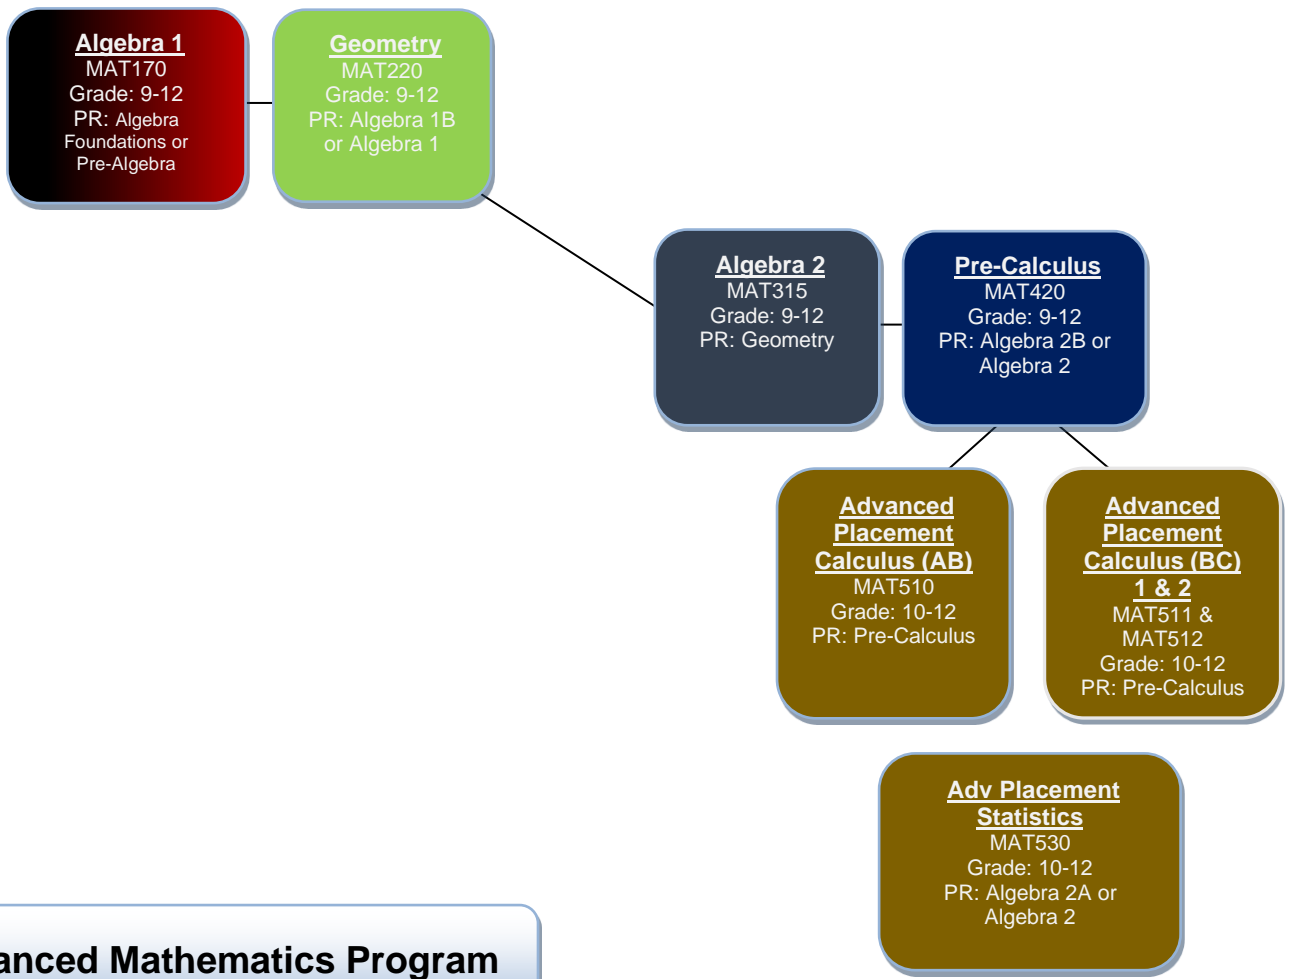 Algebra 1
MAT170
Grade: 9-12
PR: Algebra
Foundations or
Pre-Algebra
Geometry
MAT220
Grade: 9-12
PR: Algebra 1B
or Algebra 1
Algebra 2
MAT315
Grade: 9-12
PR: Geometry
Pre-Calculus
MAT420
Grade: 9-12
PR: Algebra 2B or
Algebra 2
Advanced
Placement
Calculus (AB)
MAT510
Grade: 10-12
PR: Pre-Calculus
Advanced
Placement
Calculus (BC)
1 & 2
MAT511 &
MAT512
Grade: 10-12
PR: Pre-Calculus
Adv Placement
Statistics
MAT530
Grade: 10-12
PR: Algebra 2A or
Algebra 2
Mathematics Program